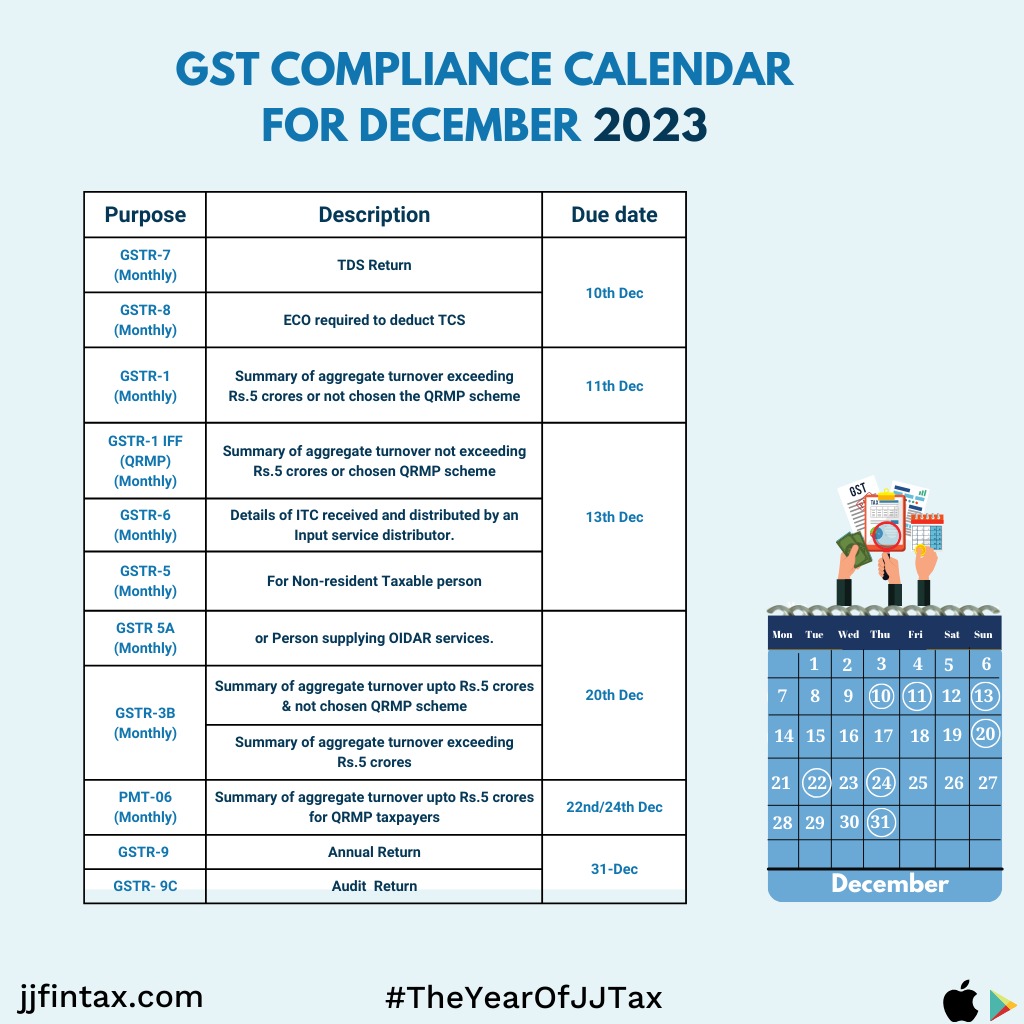 GST COMPLIANCE CALENDAR
FOR DECEMBER 2023
Purpose Description Due date
GSTR-7
(Monthly)
TDS Return
10th Dec
GSTR-8
(Monthly)
ECO required to deduct TCS
GSTR-1
(Monthly)
Summary of aggregate turnover exceeding
Rs.5 crores or not chosen the QRMP scheme
11th Dec
GSTR-1 IFF
(QRMP)
(Monthly)
Summary of aggregate turnover not exceeding
Rs.5 crores or chosen QRMP scheme
13th Dec
GSTR-6
(Monthly)
Details of ITC received and distributed by an
Input service distributor.
GSTR-5
(Monthly)
For Non-resident Taxable person
GSTR 5A
(Monthly)
or Person supplying OIDAR services.
20th Dec
GSTR-3B
(Monthly)
Summary of aggregate turnover upto Rs.5 crores
& not chosen QRMP scheme
Summary of aggregate turnover exceeding
Rs.5 crores
PMT-06
(Monthly)
Summary of aggregate turnover upto Rs.5 crores
for QRMP taxpayers
22nd/24th Dec
GSTR-9
Annual Return
31-Dec
GSTR- 9C
Audit Return
GST
TAX
Mon Tue Wed Thu Fri Sat Sun
1 2 3 4 5 6
7 8 9 10 11 12 13
14 15 16 17 18 19 20
21 22 23 24 25 26 27
28 29 30 31
December
jjfintax.com
#TheYearOfJJTax